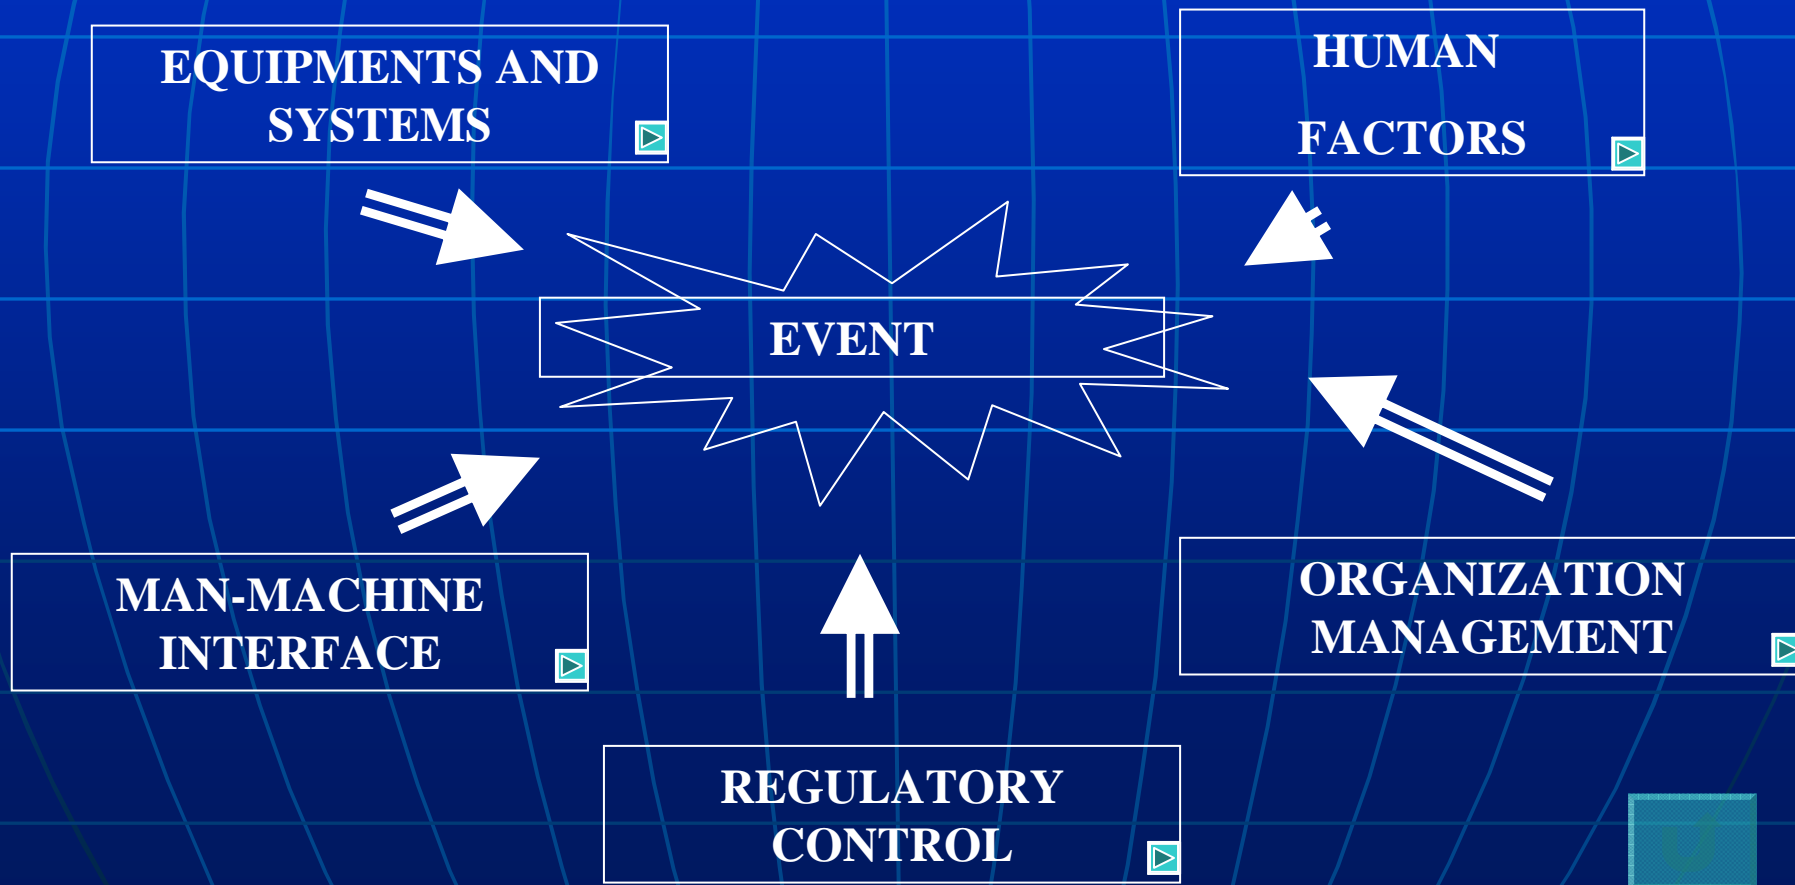 EQUIPMENTS AND
SYSTEMS
HUMAN
FACTORS
EVENT
MAN-MACHINE
INTERFACE
ORGANIZATION
MANAGEMENT
REGULATORY
CONTROL